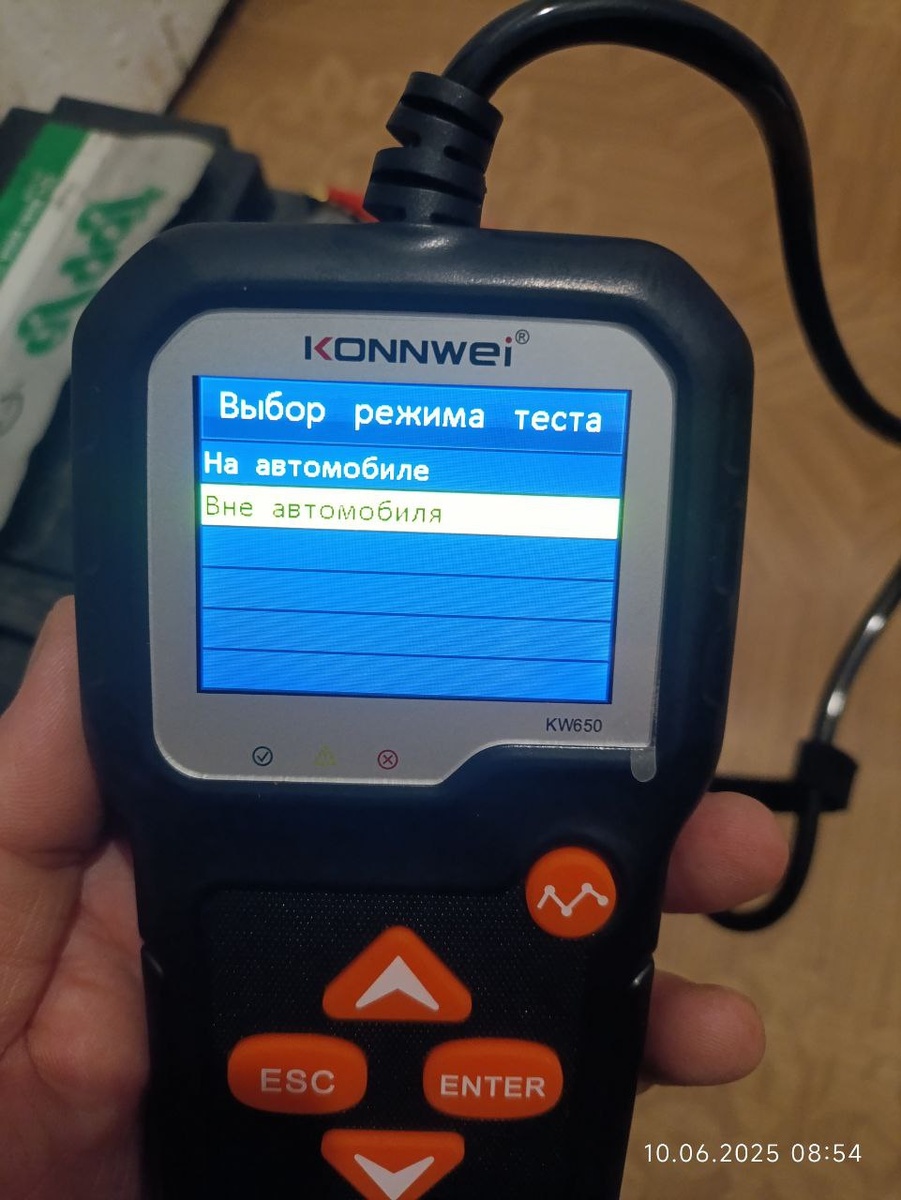 KONNWEI®
Выбор режима теста
На автомобиле
Вне автомобиля
KW650
ESC
ENTER
10.06.2025 08:54